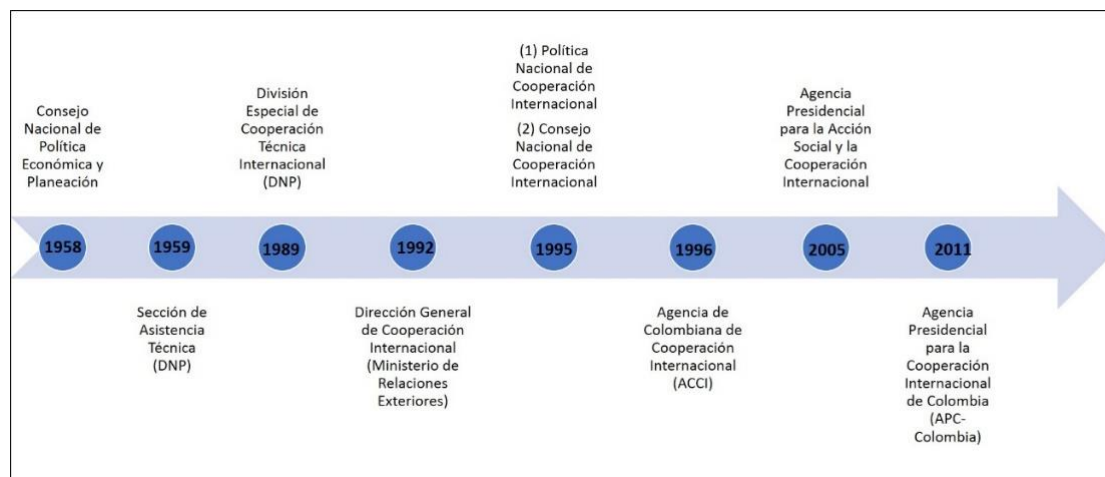 Consejo
Nacional de
Política
Económica y
Planeación
1958
1959
Sección de
Asistencia
Técnica
(DNP)
División
Especial de
Cooperación
Técnica
Internacional
(DNP)
1989
1992
Dirección General
de Cooperación
Internacional
(Ministerio de
Relaciones
Exteriores)
(1) Política
Nacional de
Cooperación
Internacional
(2) Consejo
Nacional de
Cooperación
Internacional
1995
1996
Agencia de
Colombiana de
Cooperación
Internacional
(ACCI)
Agencia
Presidencial
para la Acción
Social y la
Cooperación
Internacional
2005
2011
Agencia
Presidencial
para la
Cooperación
Internacional
de Colombia
(APC-
Colombia)